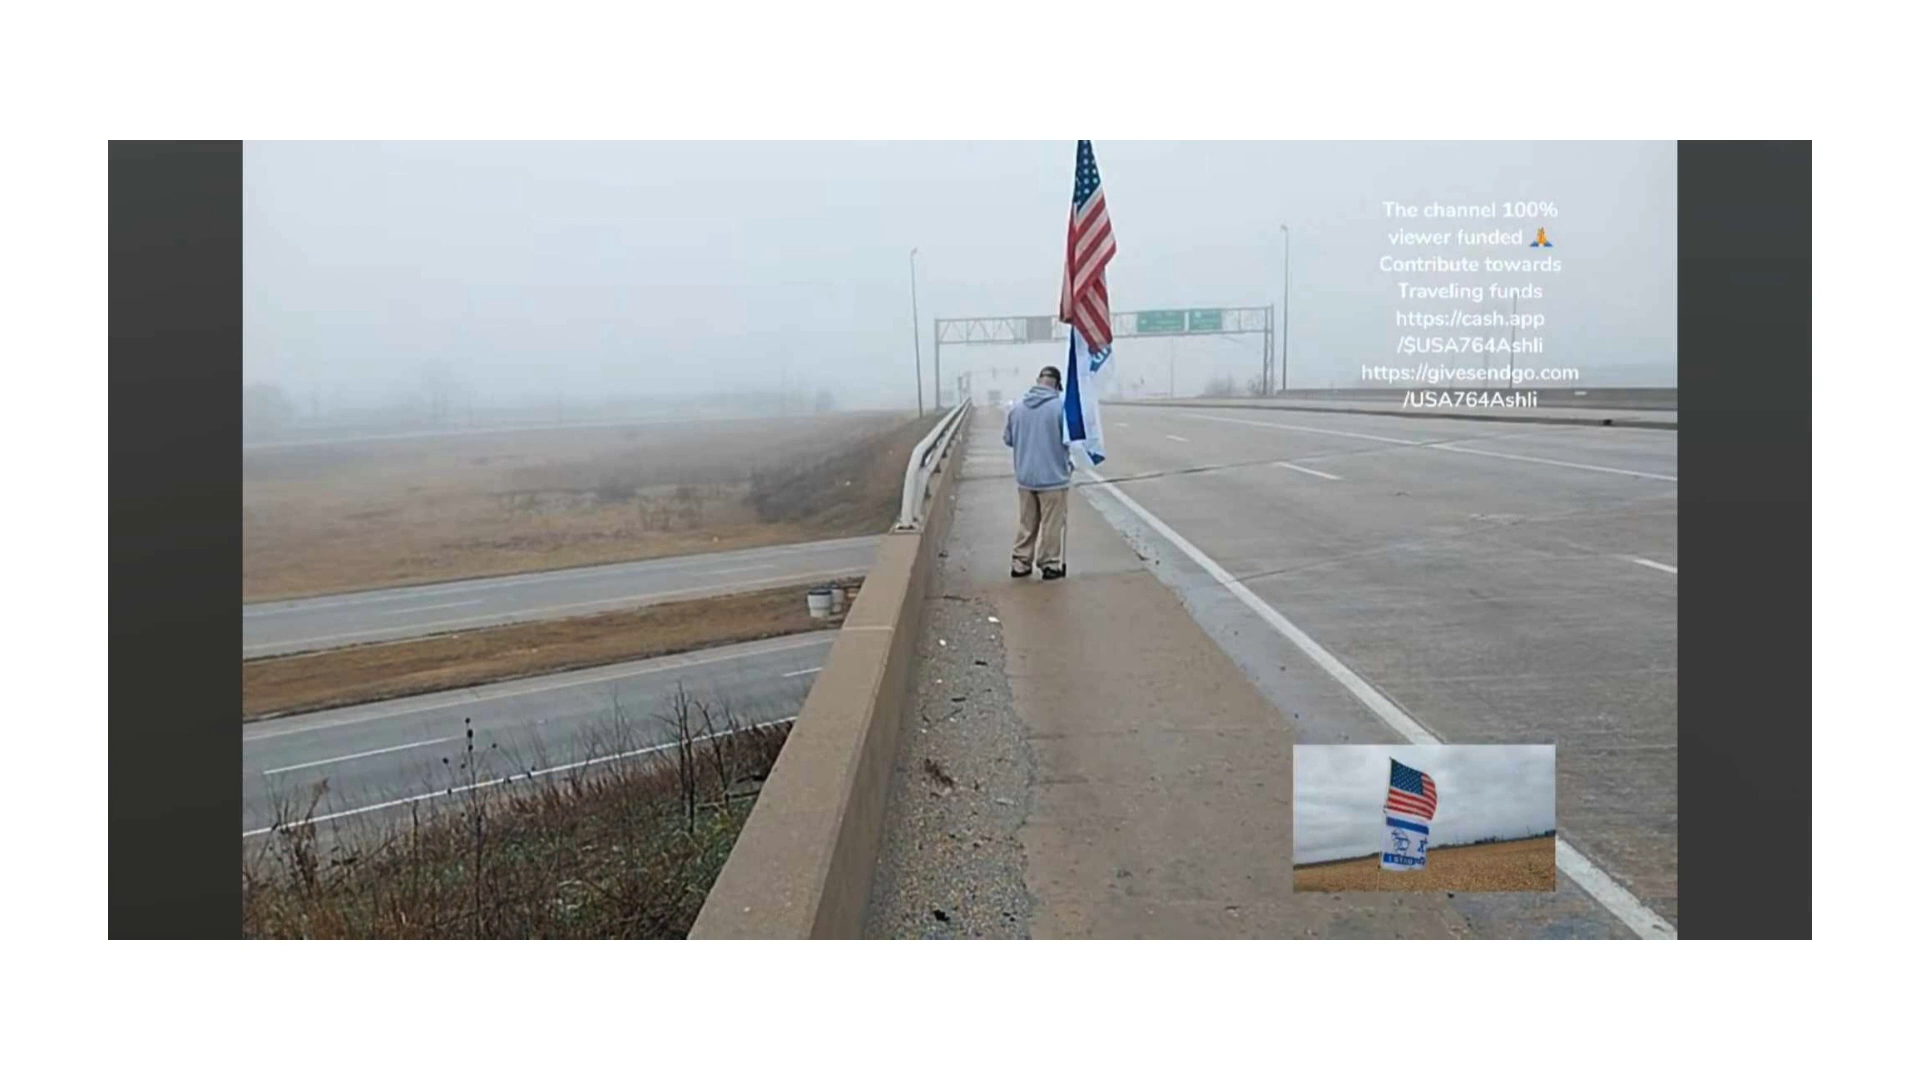 The channel 100%
viewer funded 🙏
Contribute towards
Traveling funds
https://cash.app
/$USA764Ashli
https://givesendgo.com
/USA764Ashli